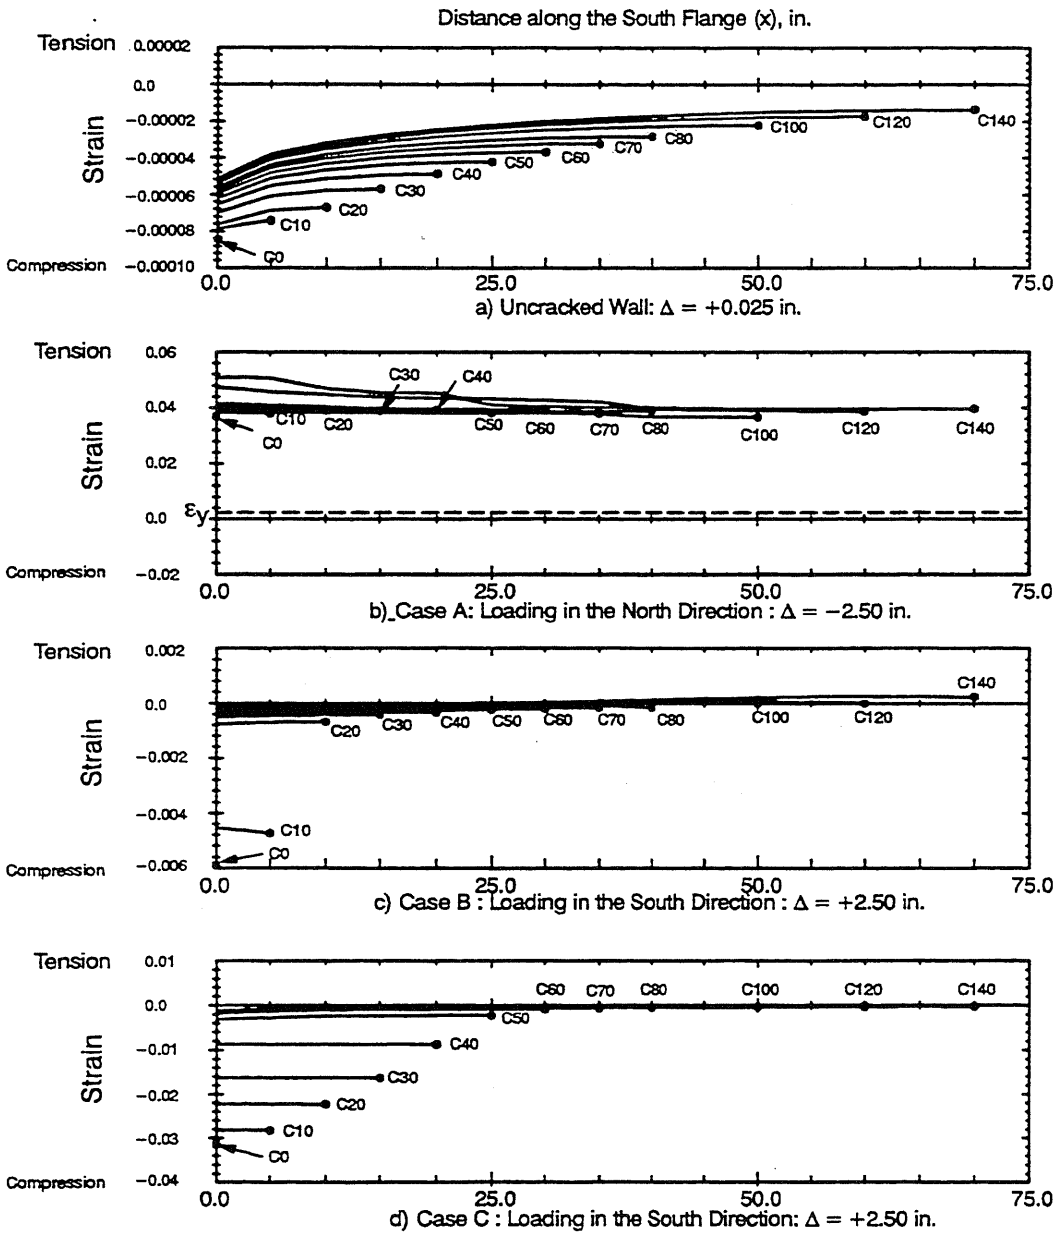 Distance along the South Flange (x), in.
Tension 0.00002
0.0
−0.00002
−0.00004
−0.00006
−0.00008
Compression −0.00010
Strain
C0 C10 C20 C30 C40 C50 C60 C70 C80 C100 C120 C140
0.0 25.0 50.0 75.0
a) Uncracked Wall: Δ = +0.025 in.
Tension 0.06
0.04
0.02
εy
0.0
Compression −0.02
Strain
C30 C40
C0 C10 C20 C50 C60 C70 C80 C100 C120 C140
0.0 25.0 50.0 75.0
b) Case A: Loading in the North Direction : Δ = −2.50 in.
Tension 0.002
0.0
−0.002
−0.004
Compression −0.006
Strain
C140
C20 C30 C40 C50 C60 C70 C80 C100 C120
C10
C0
0.0 25.0 50.0 75.0
c) Case B : Loading in the South Direction : Δ = +2.50 in.
Tension 0.01
0.0
−0.01
−0.02
−0.03
Compression −0.04
Strain
C60 C70 C80 C100 C120 C140
C50
C40
C30
C20
C10
C0
0.0 25.0 50.0 75.0
d) Case C : Loading in the South Direction: Δ = +2.50 in.